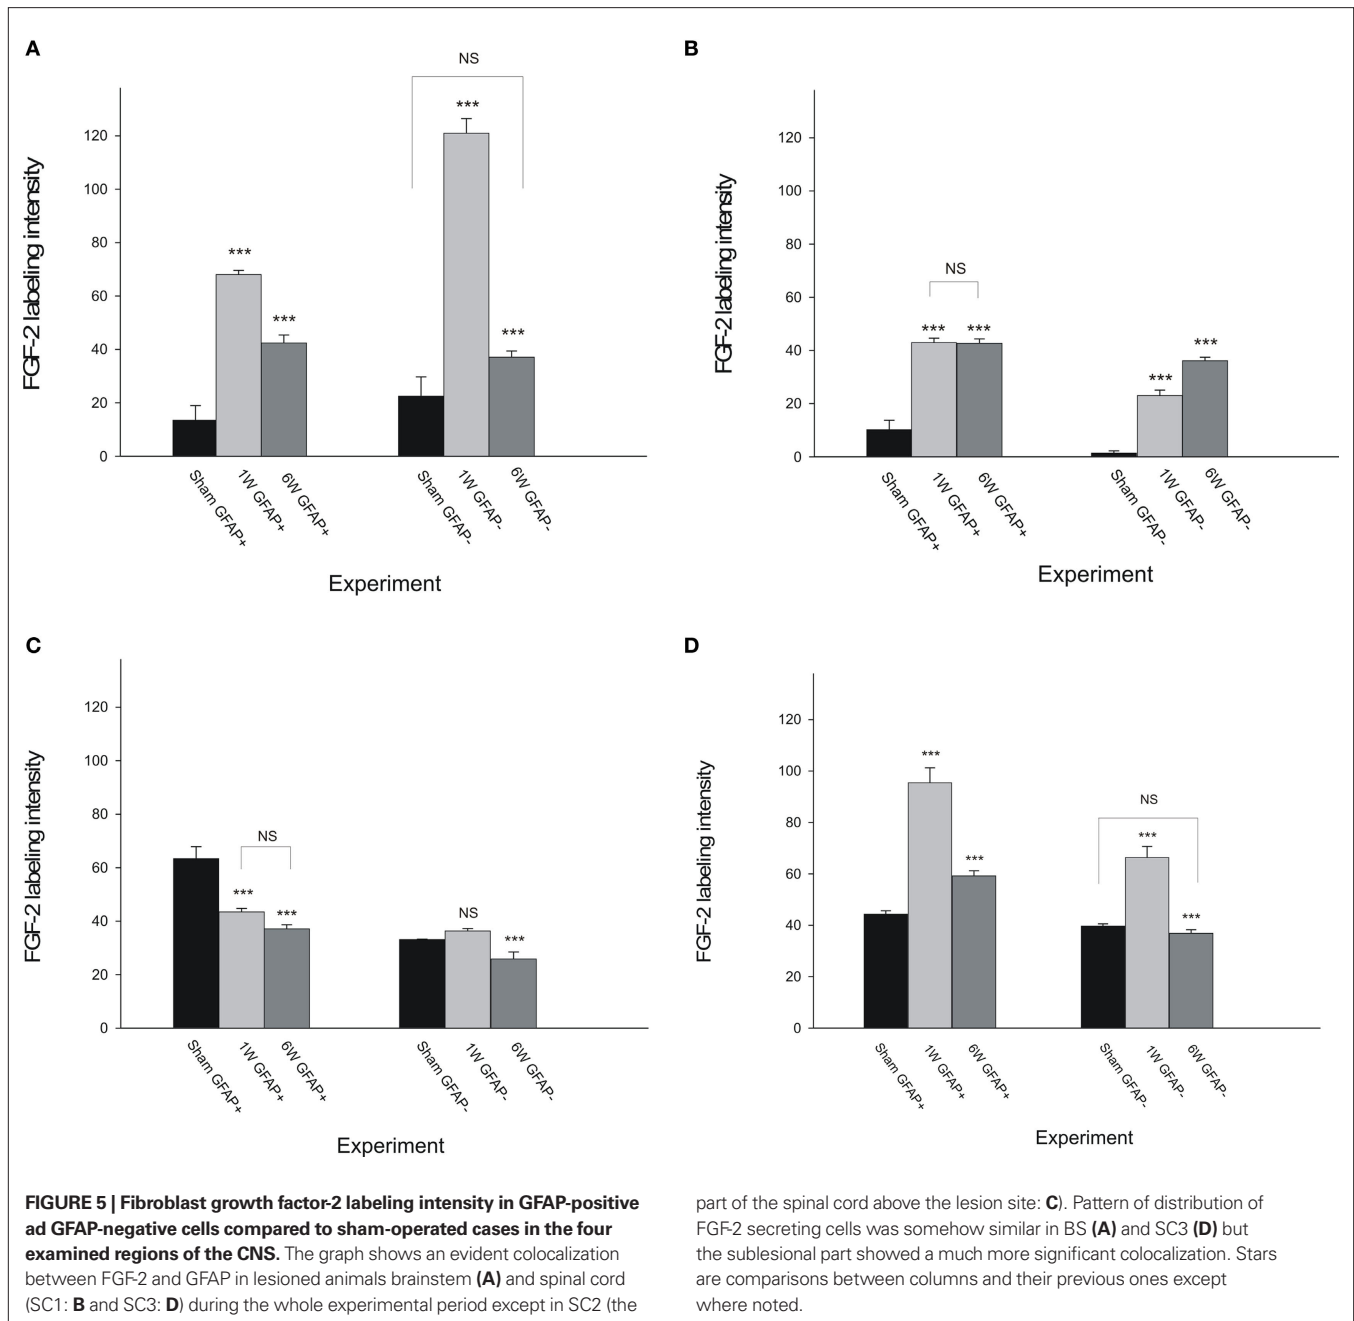 A
NS
***
***
***
***
120
100
80
60
40
20
0
FGF-2 labeling intensity
Sham GFAP+
1W GFAP+
6W GFAP+
Sham GFAP-
1W GFAP-
6W GFAP-
Experiment
B
NS
***
***
***
***
120
100
80
60
40
20
0
FGF-2 labeling intensity
Sham GFAP+
1W GFAP+
6W GFAP+
Sham GFAP-
1W GFAP-
6W GFAP-
Experiment
C
NS
***
***
NS
***
120
100
80
60
40
20
0
FGF-2 labeling intensity
Sham GFAP+
1W GFAP+
6W GFAP+
Sham GFAP-
1W GFAP-
6W GFAP-
Experiment
D
***
***
NS
***
***
120
100
80
60
40
20
0
FGF-2 labeling intensity
Sham GFAP+
1W GFAP+
6W GFAP+
Sham GFAP-
1W GFAP-
6W GFAP-
Experiment
FIGURE 5 | Fibroblast growth factor-2 labeling intensity in GFAP-positive
ad GFAP-negative cells compared to sham-operated cases in the four
examined regions of the CNS. The graph shows an evident colocalization
between FGF-2 and GFAP in lesioned animals brainstem (A) and spinal cord
(SC1: B and SC3: D) during the whole experimental period except in SC2 (the
part of the spinal cord above the lesion site: C). Pattern of distribution of
FGF-2 secreting cells was somehow similar in BS (A) and SC3 (D) but
the sublesional part showed a much more significant colocalization. Stars
are comparisons between columns and their previous ones except
where noted.